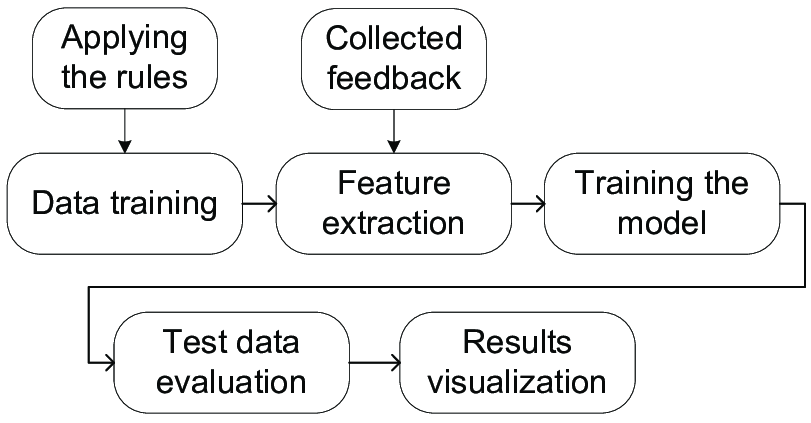 Applying
the rules
Collected
feedback
Data training
Feature
extraction
Training the
model
Test data
evaluation
Results
visualization